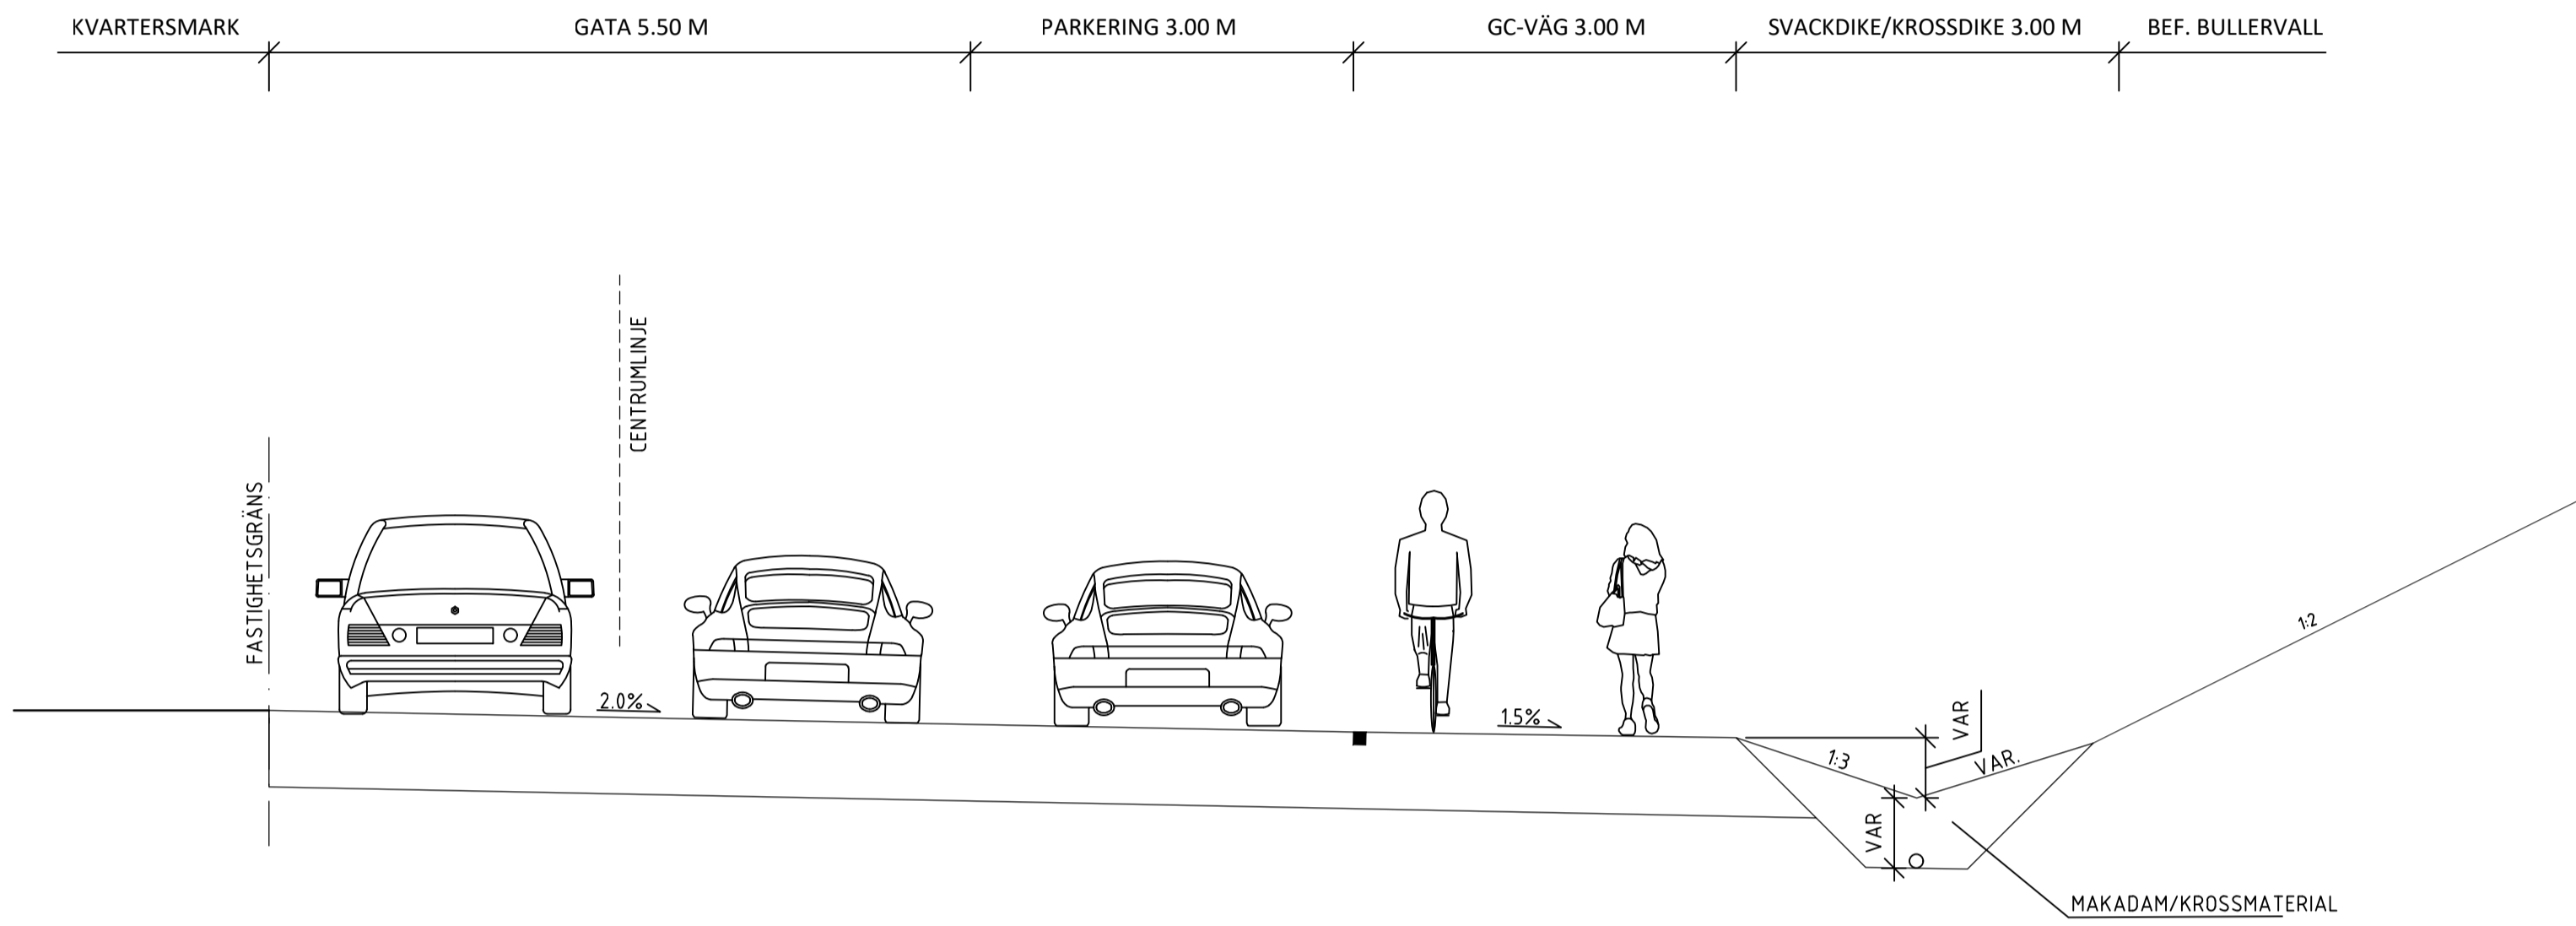 KVARTERSMARK
GATA 5.50 M
PARKERING 3.00 M
GC-VÄG 3.00 M
SVACKDIKE/KROSSDIKE 3.00 M
BEF. BULLERVALL
CENTRUMLINJE
FASTIGHETSGRÄNS
2.0%
1.5%
1:3
VAR
VAR.
VAR
1:2
MAKADAM/KROSSMATERIAL